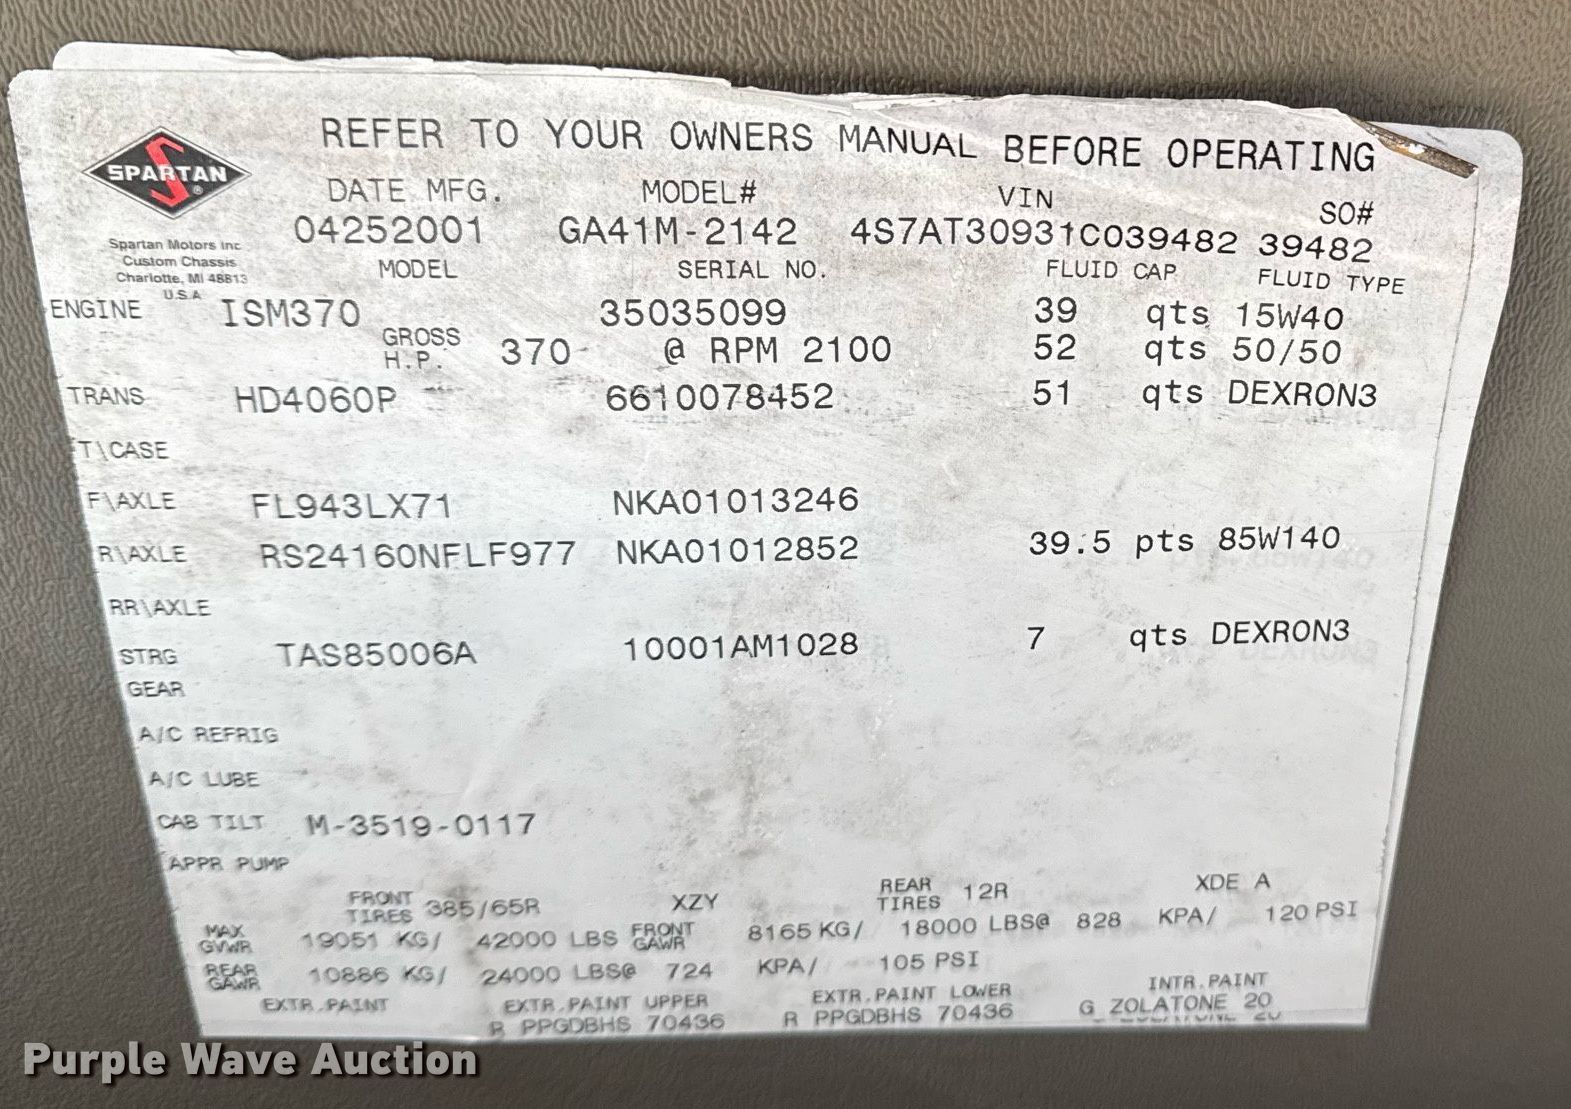 REFER TO YOUR OWNERS MANUAL BEFORE OPERATING
SPARTAN ®
DATE MFG. MODEL# VIN SO#
04252001 GA41M-2142 4S7AT30931C039482 39482
Spartan Motors Inc
Custom Chassis
Charlotte, MI 48813
U.S.A
MODEL SERIAL NO. FLUID CAP FLUID TYPE
ENGINE ISM370 35035099 39 qts 15W40
GROSS H.P. 370 @ RPM 2100 52 qts 50/50
TRANS HD4060P 6610078452 51 qts DEXRON3
T\CASE
F\AXLE FL943LX71 NKA01013246
R\AXLE RS24160NFLF977 NKA01012852 39.5 pts 85W140
RR\AXLE
STRG GEAR TAS85006A 10001AM1028 7 qts DEXRON3
A/C REFRIG
A/C LUBE
CAB TILT M-3519-0117
APPR PUMP
FRONT TIRES 385/65R XZY REAR TIRES 12R XDE A
MAX GVWR 19051 KG/ 42000 LBS FRONT GAWR 8165 KG/ 18000 LBS@ 828 KPA/ 120 PSI
REAR GAWR 10886 KG/ 24000 LBS@ 724 KPA/ 105 PSI
EXTR.PAINT EXTR.PAINT UPPER EXTR.PAINT LOWER INTR.PAINT
R PPGDBHS 70436 R PPGDBHS 70436 G ZOLATONE 20
Purple Wave Auction